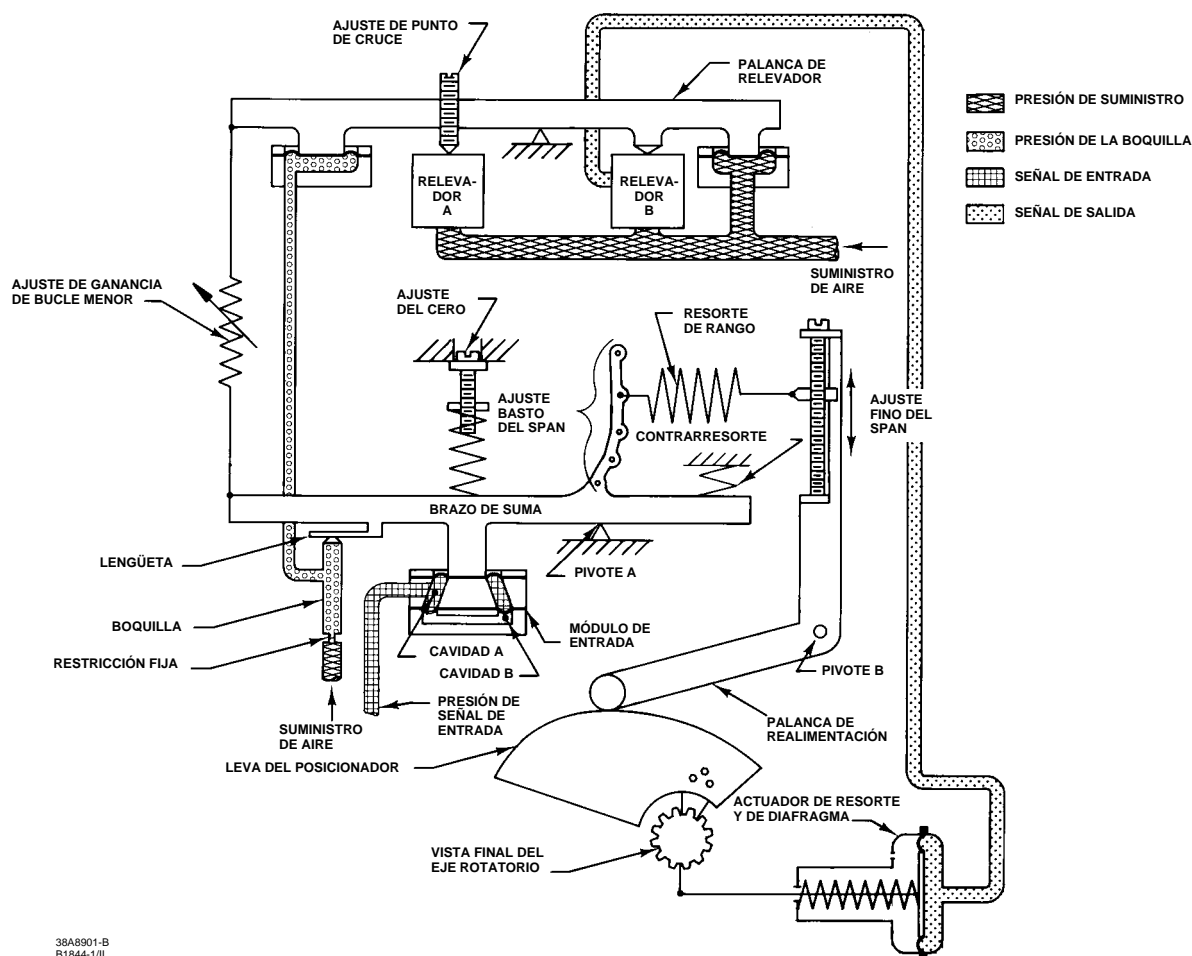 AJUSTE DE PUNTO
DE CRUCE
PALANCA DE
RELEVADOR
PRESIÓN DE SUMINISTRO
PRESIÓN DE LA BOQUILLA
SEÑAL DE ENTRADA
SEÑAL DE SALIDA
RELEVA-
DOR
A
RELEVA-
DOR
B
SUMINISTRO
DE AIRE
AJUSTE DE GANANCIA
DE BUCLE MENOR
AJUSTE
DEL CERO
RESORTE
DE RANGO
AJUSTE
BASTO
DEL SPAN
CONTRARRESORTE
AJUSTE
FINO DEL
SPAN
BRAZO DE SUMA
LENGÜETA
PIVOTE A
BOQUILLA
MÓDULO DE
ENTRADA
RESTRICCIÓN FIJA
CAVIDAD A
CAVIDAD B
PIVOTE B
SUMINISTRO
DE AIRE
PRESIÓN DE
SEÑAL DE
ENTRADA
PALANCA DE
REALIMENTACIÓN
LEVA DEL POSICIONADOR
ACTUADOR DE RESORTE
Y DE DIAFRAGMA
VISTA FINAL DEL
EJE ROTATORIO
38A8901-B
B1844-1/IL